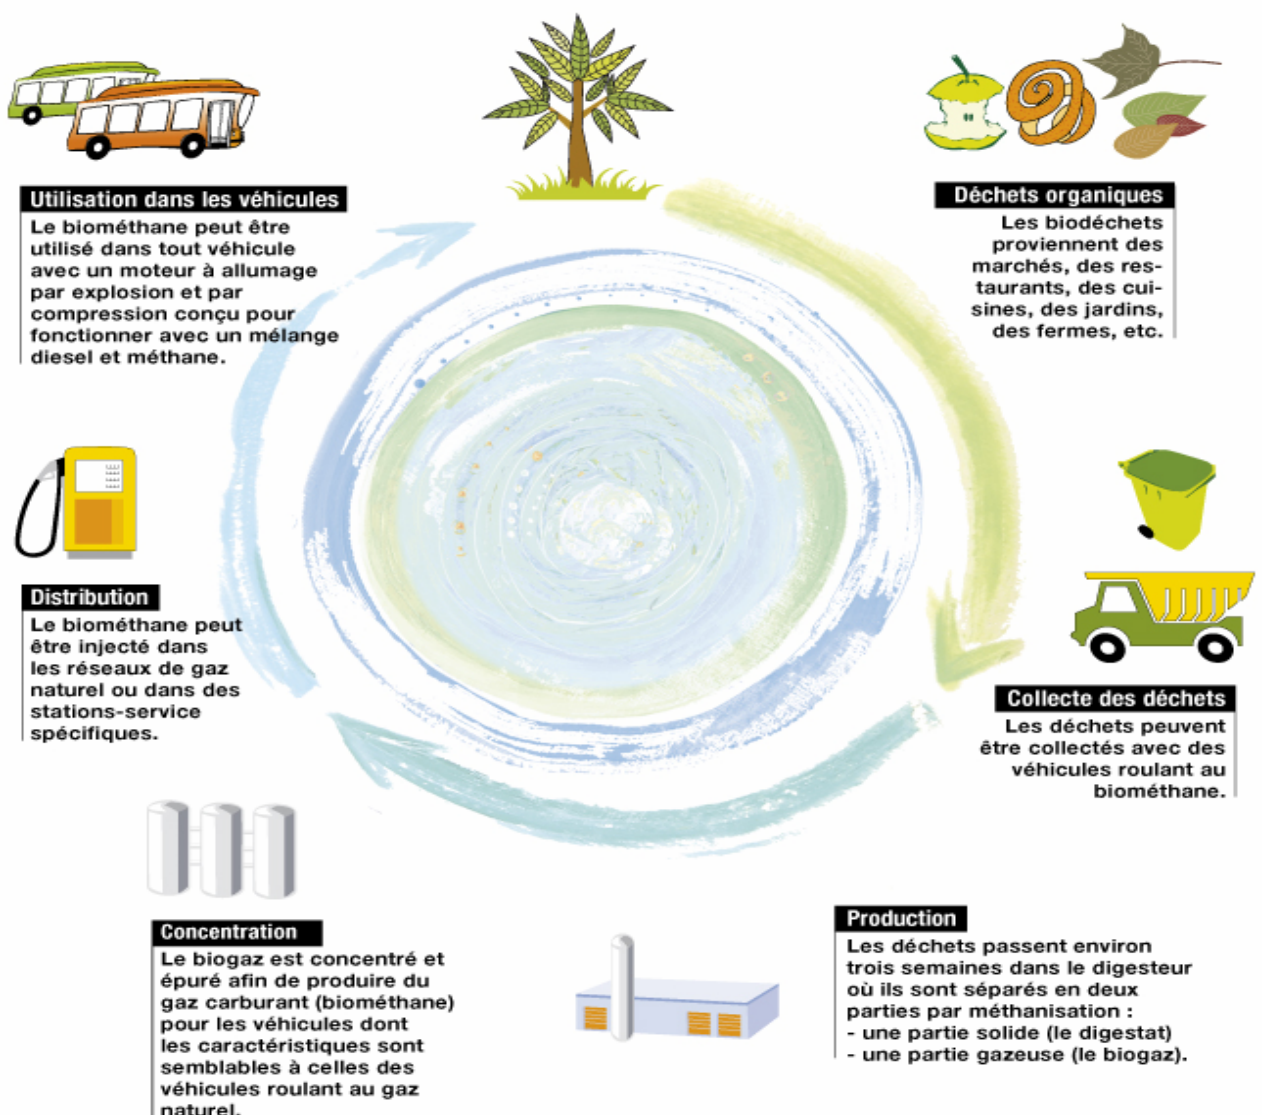 Utilisation dans les véhicules
Le biométhane peut être
utilisé dans tout véhicule
avec un moteur à allumage
par explosion et par
compression conçu pour
fonctionner avec un mélange
diesel et méthane.
Déchets organiques
Les biodéchets
proviennent des
marchés, des res-
taurants, des cui-
sines, des jardins,
des fermes, etc.
Distribution
Le biométhane peut
être injecté dans
les réseaux de gaz
naturel ou dans des
stations-service
spécifiques.
Collecte des déchets
Les déchets peuvent
être collectés avec des
véhicules roulant au
biométhane.
Concentration
Le biogaz est concentré et
épuré afin de produire du
gaz carburant (biométhane)
pour les véhicules dont
les caractéristiques sont
semblables à celles des
véhicules roulant au gaz
naturel.
Production
Les déchets passent environ
trois semaines dans le digesteur
où ils sont séparés en deux
parties par méthanisation :
- une partie solide (le digestat)
- une partie gazeuse (le biogaz).